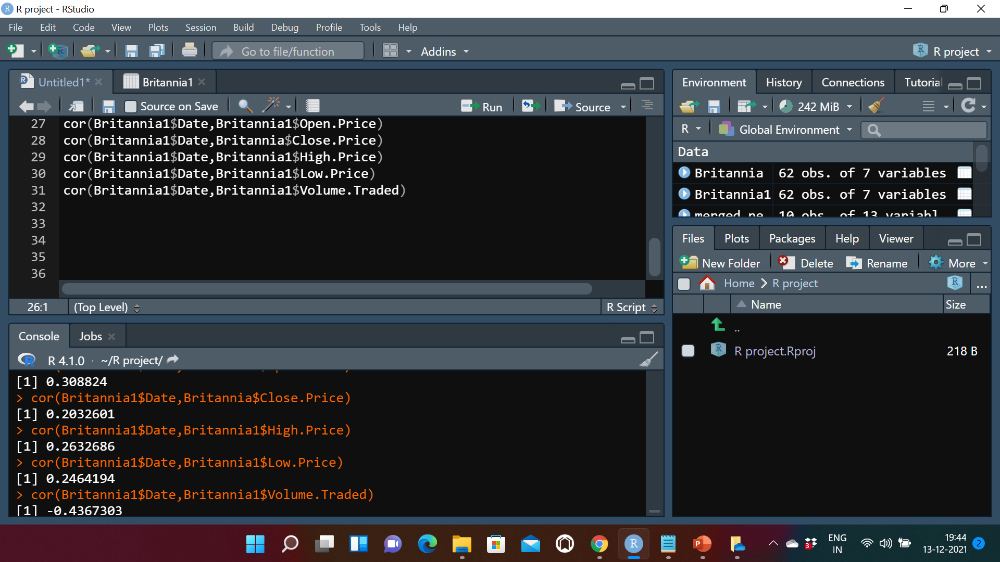 R project - RStudio
File Edit Code View Plots Session Build Debug Profile Tools Help
Go to file/function Addins R project
Untitled1* Britannia1
Source on Save Run Source
27 cor(Britannia1$Date,Britannia1$Open.Price)
28 cor(Britannia1$Date,Britannia$Close.Price)
29 cor(Britannia1$Date,Britannia1$High.Price)
30 cor(Britannia1$Date,Britannia1$Low.Price)
31 cor(Britannia1$Date,Britannia1$Volume.Traded)
32
33
34
35
36
26:1 (Top Level) R Script
Console Jobs
R 4.1.0 · ~/R project/
[1] 0.308824
> cor(Britannia1$Date,Britannia$Close.Price)
[1] 0.2032601
> cor(Britannia1$Date,Britannia1$High.Price)
[1] 0.2632686
> cor(Britannia1$Date,Britannia1$Low.Price)
[1] 0.2464194
> cor(Britannia1$Date,Britannia1$Volume.Traded)
[1] -0.4367303
Environment History Connections Tutorial
242 MiB
R Global Environment
Data
Britannia 62 obs. of 7 variables
Britannia1 62 obs. of 7 variables
merged_ne 10 obs. of 13 variabl
Files Plots Packages Help Viewer
New Folder Delete Rename More
Home R project ...
Name Size
..
R project.Rproj 218 B
ENG
IN
19:44
13-12-2021
2
3